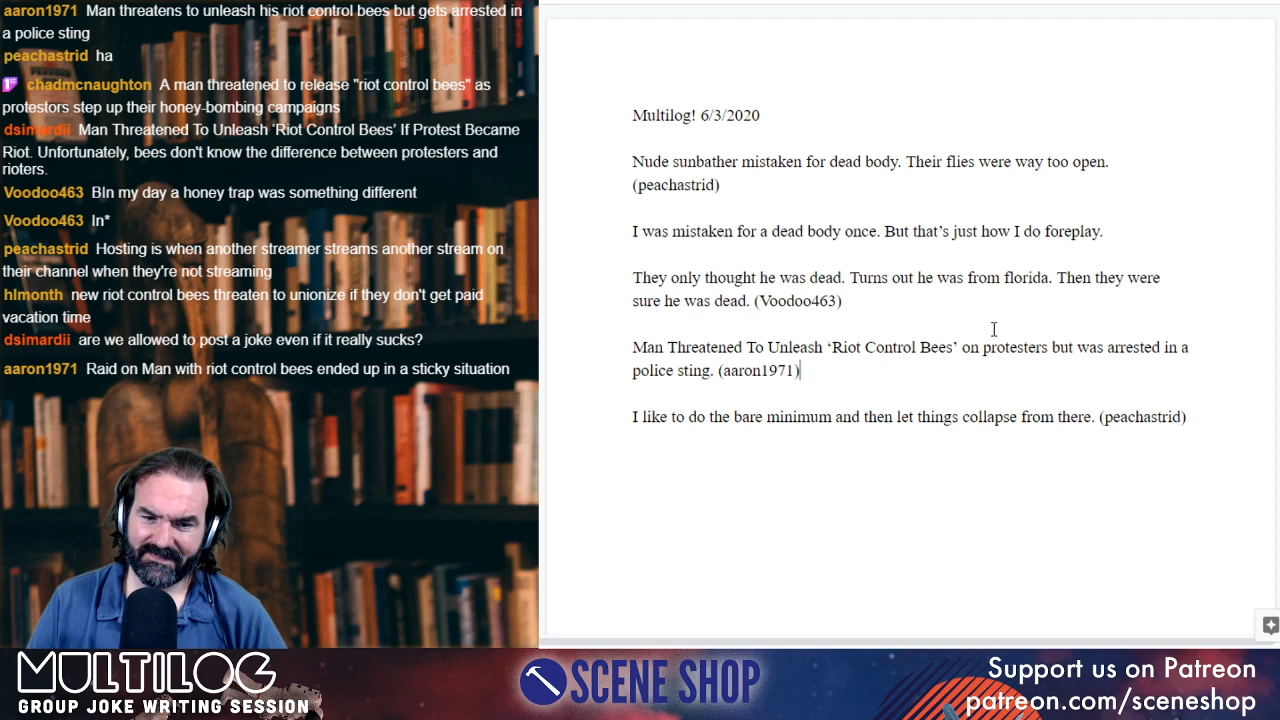 aaron1971 Man threatens to unleash his riot control bees but gets arrested in
a police sting
peachastrid ha
chadmcnaughton A man threatened to release "riot control bees" as
protestors step up their honey-bombing campaigns
dsimardii Man Threatened To Unleash 'Riot Control Bees' If Protest Became
Riot. Unfortunately, bees don't know the difference between protesters and
rioters.
Voodoo463 BIn my day a honey trap was something different
Voodoo463 In*
peachastrid Hosting is when another streamer streams another stream on
their channel when they're not streaming
hlmonth new riot control bees threaten to unionize if they don't get paid
vacation time
dsimardii are we allowed to post a joke even if it really sucks?
aaron1971 Raid on Man with riot control bees ended up in a sticky situation
Multilog! 6/3/2020
Nude sunbather mistaken for dead body. Their flies were way too open.
(peachastrid)
I was mistaken for a dead body once. But that's just how I do foreplay.
They only thought he was dead. Turns out he was from florida. Then they were
sure he was dead. (Voodoo463)
Man Threatened To Unleash ‘Riot Control Bees’ on protesters but was arrested in a
police sting. (aaron1971)
I like to do the bare minimum and then let things collapse from there. (peachastrid)
MULTILOG
GROUP JOKE WRITING SESSION
SCENE SHOP
Support us on Patreon
patreon.com/sceneshop